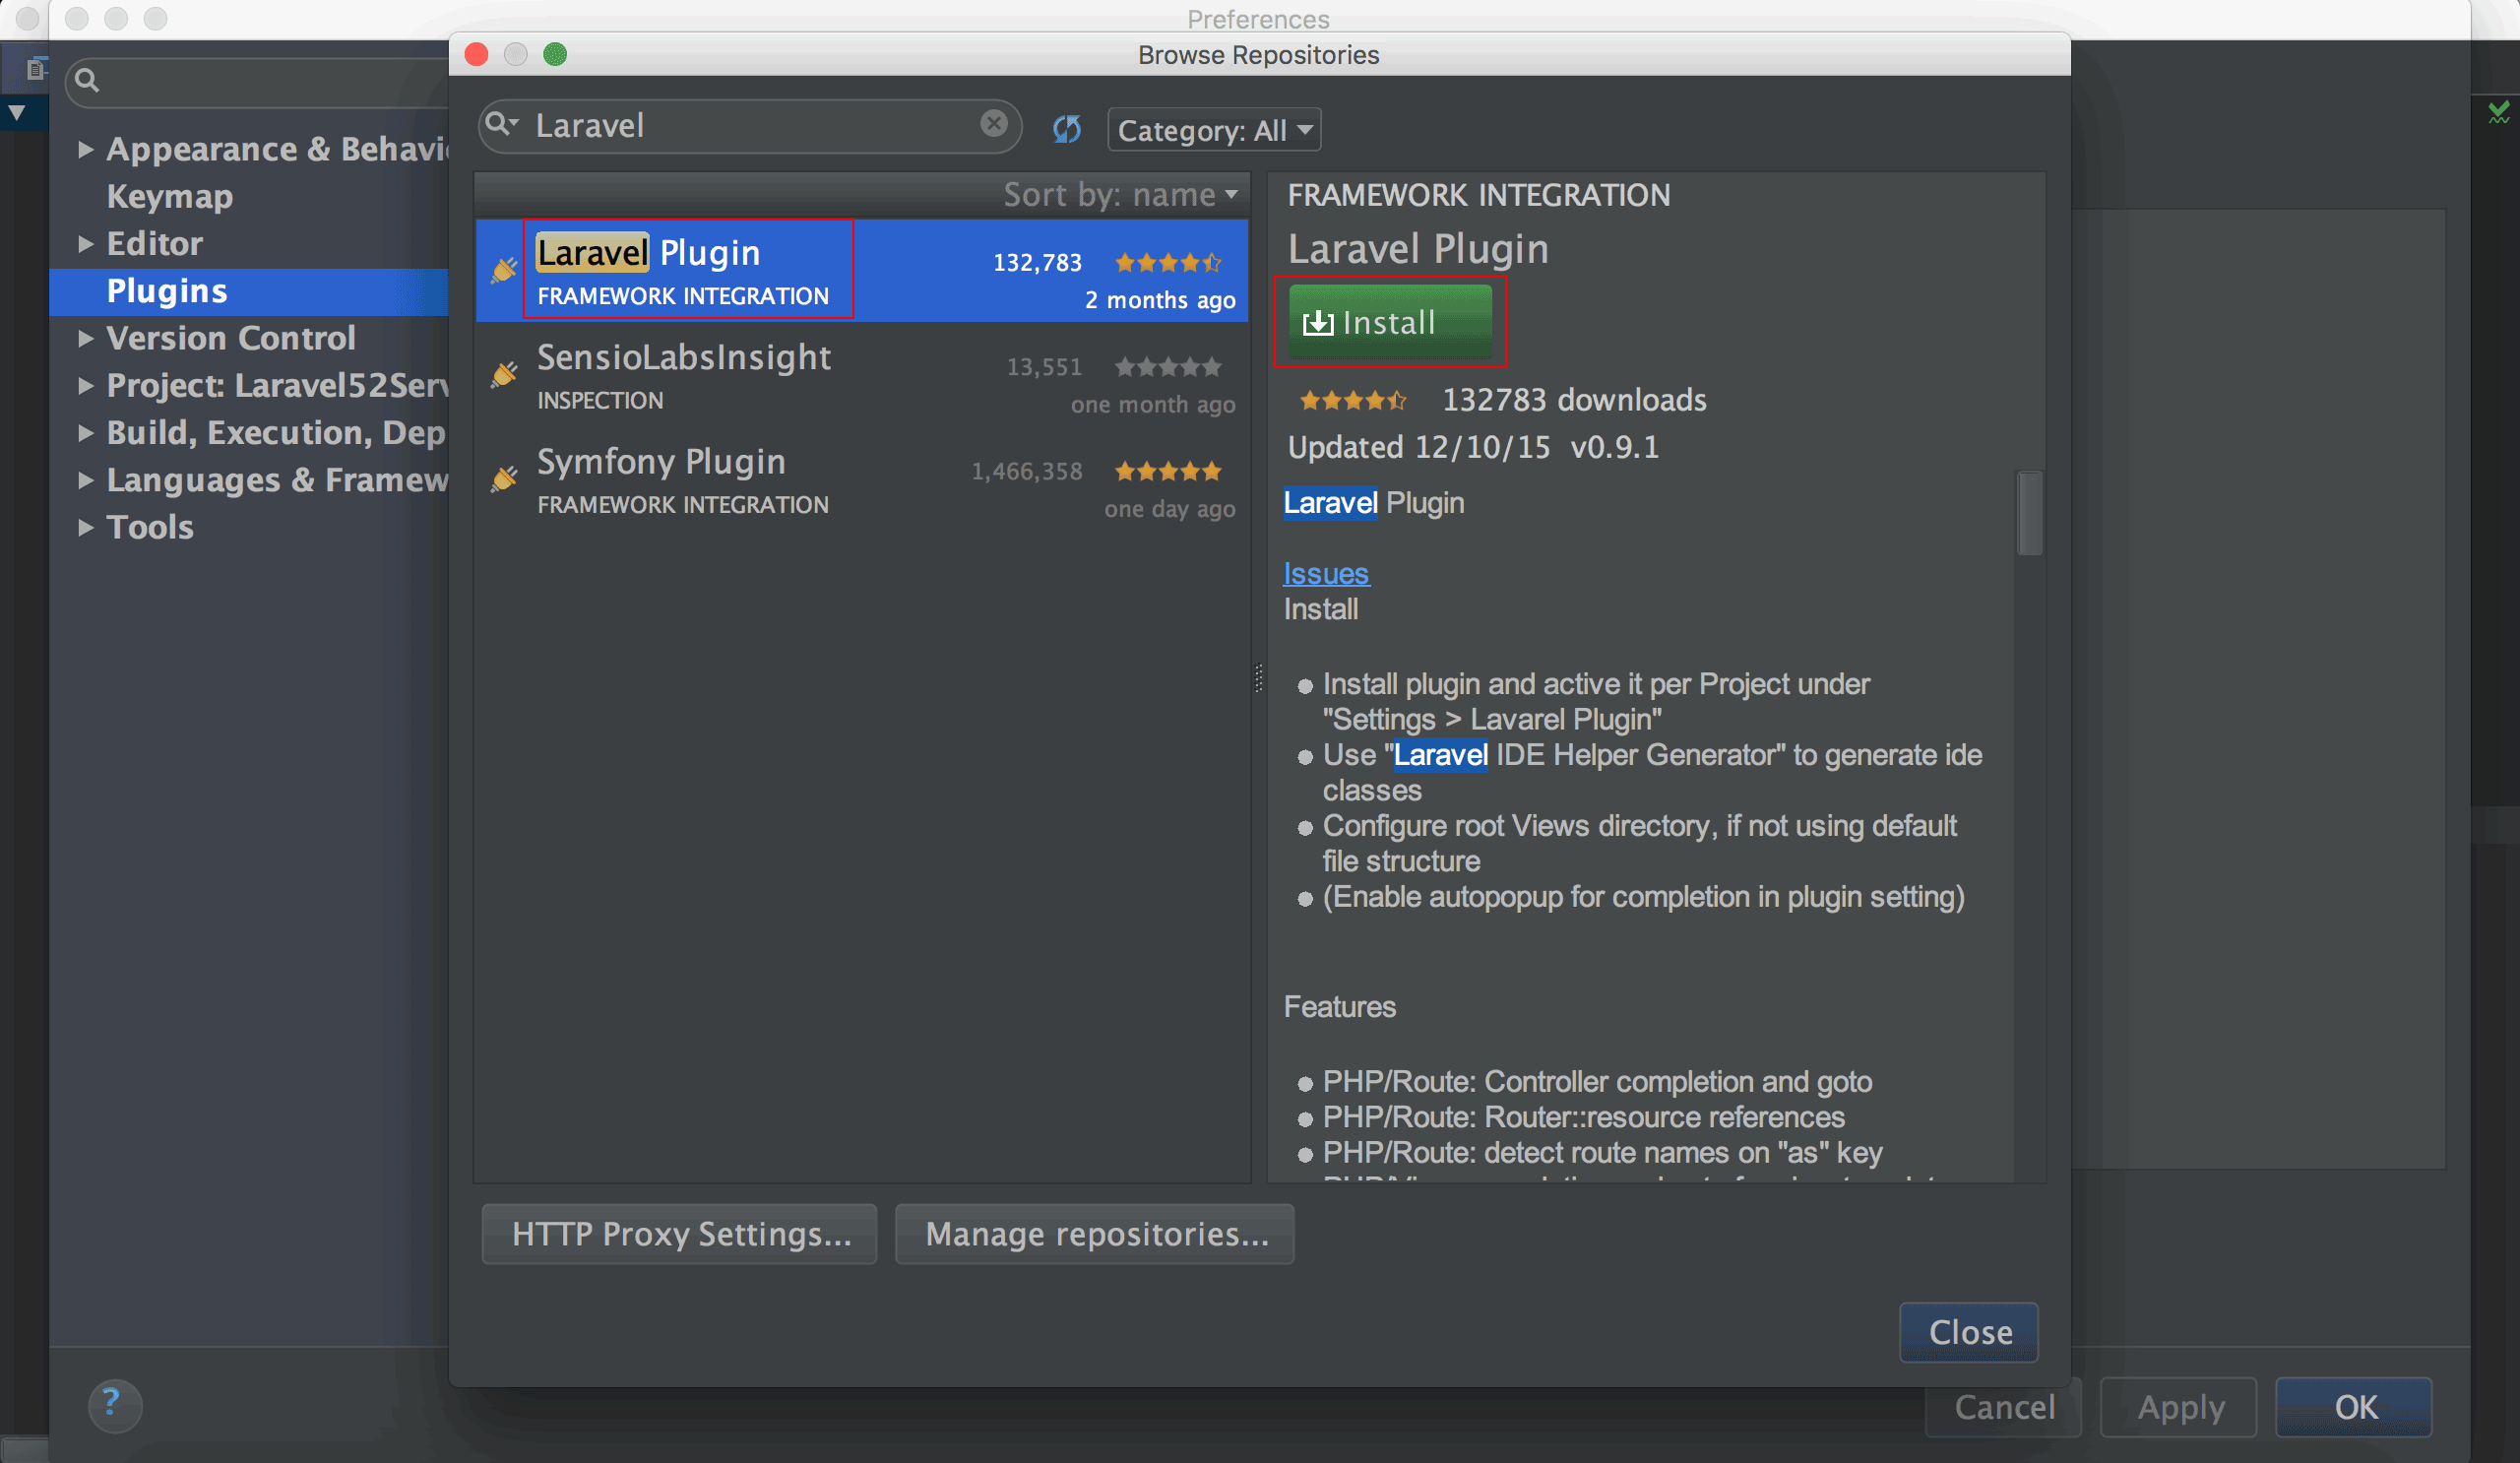 Preferences
Browse Repositories
Laravel
Category: All
Appearance & Behavi
Keymap
Editor
Plugins
Version Control
Project: Laravel52Serv
Build, Execution, Dep
Languages & Framew
Tools
Sort by: name
Laravel Plugin
132,783
FRAMEWORK INTEGRATION
2 months ago
SensioLabsInsight
13,551
INSPECTION
one month ago
Symfony Plugin
1,466,358
FRAMEWORK INTEGRATION
one day ago
FRAMEWORK INTEGRATION
Laravel Plugin
Install
132783 downloads
Updated 12/10/15 v0.9.1
Laravel Plugin
Issues
Install
Install plugin and active it per Project under
"Settings > Lavarel Plugin"
Use "Laravel IDE Helper Generator" to generate ide
classes
Configure root Views directory, if not using default
file structure
(Enable autopopup for completion in plugin setting)
Features
PHP/Route: Controller completion and goto
PHP/Route: Router::resource references
PHP/Route: detect route names on "as" key
HTTP Proxy Settings...
Manage repositories...
Close
?
Cancel
Apply
OK